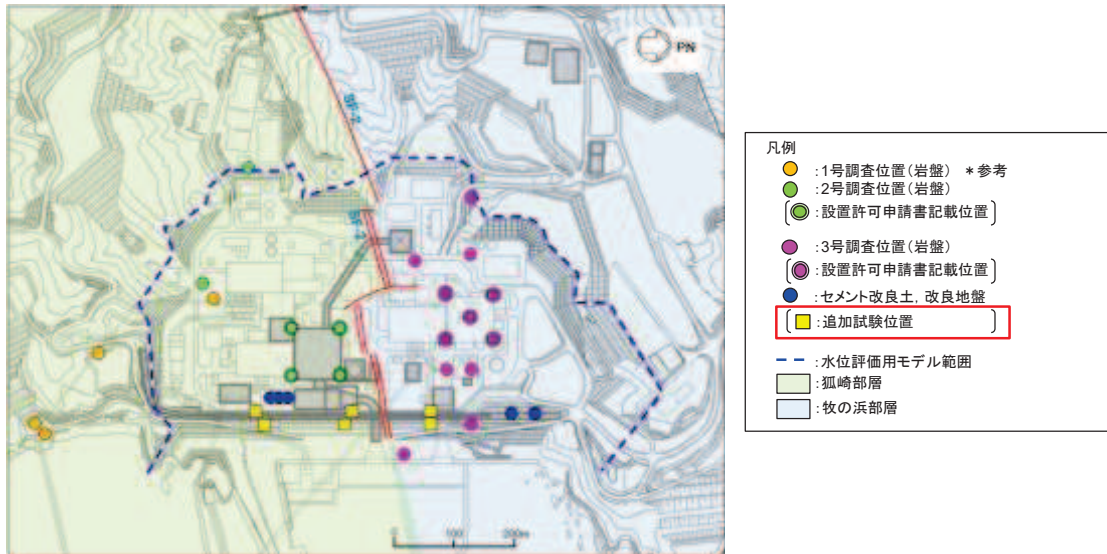 PN
SF-2
SF-2
0 100 200m
凡例
:1号調査位置(岩盤) *参考
:2号調査位置(岩盤)
:設置許可申請書記載位置
:3号調査位置(岩盤)
:設置許可申請書記載位置
:セメント改良土, 改良地盤
:追加試験位置
:水位評価用モデル範囲
:狐崎部層
:牧の浜部層